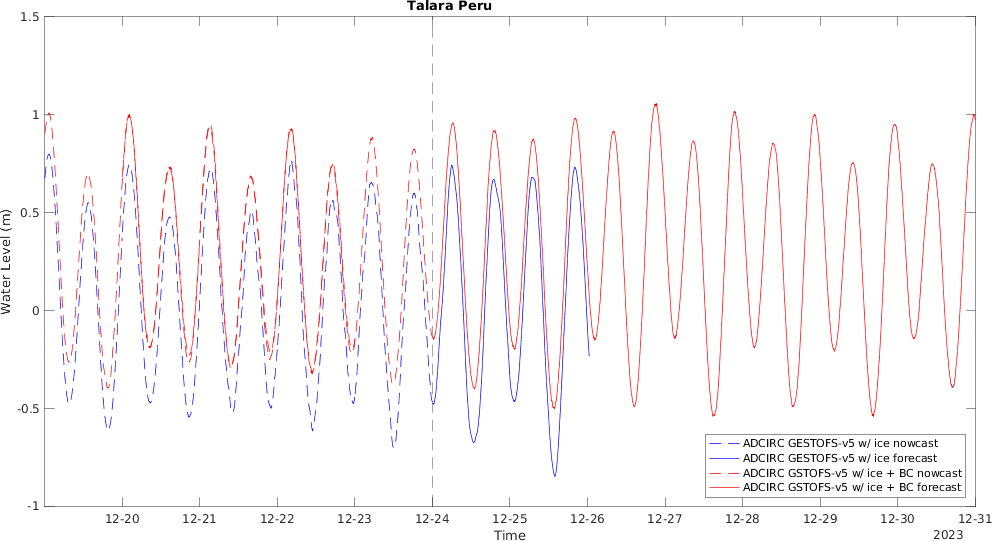 Talara Peru
1.5
1
0.5
0
-0.5
-1
Water Level (m)
ADCIRC GESTOFS-v5 w/ ice nowcast
ADCIRC GESTOFS-v5 w/ ice forecast
ADCIRC GSTOFS-v5 w/ ice + BC nowcast
ADCIRC GSTOFS-v5 w/ ice + BC forecast
12-20 12-21 12-22 12-23 12-24 12-25 12-26 12-27 12-28 12-29 12-30 12-31
Time
2023